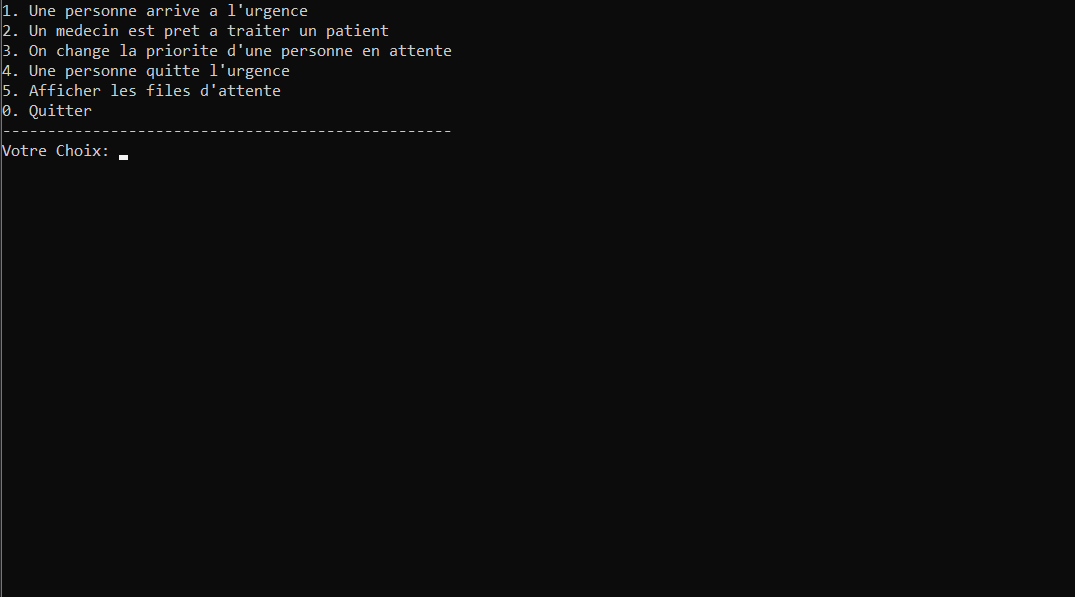 1. Une personne arrive a l'urgence
2. Un medecin est pret a traiter un patient
3. On change la priorite d'une personne en attente
4. Une personne quitte l'urgence
5. Afficher les files d'attente
0. Quitter
--------------------------------------------------
Votre Choix: